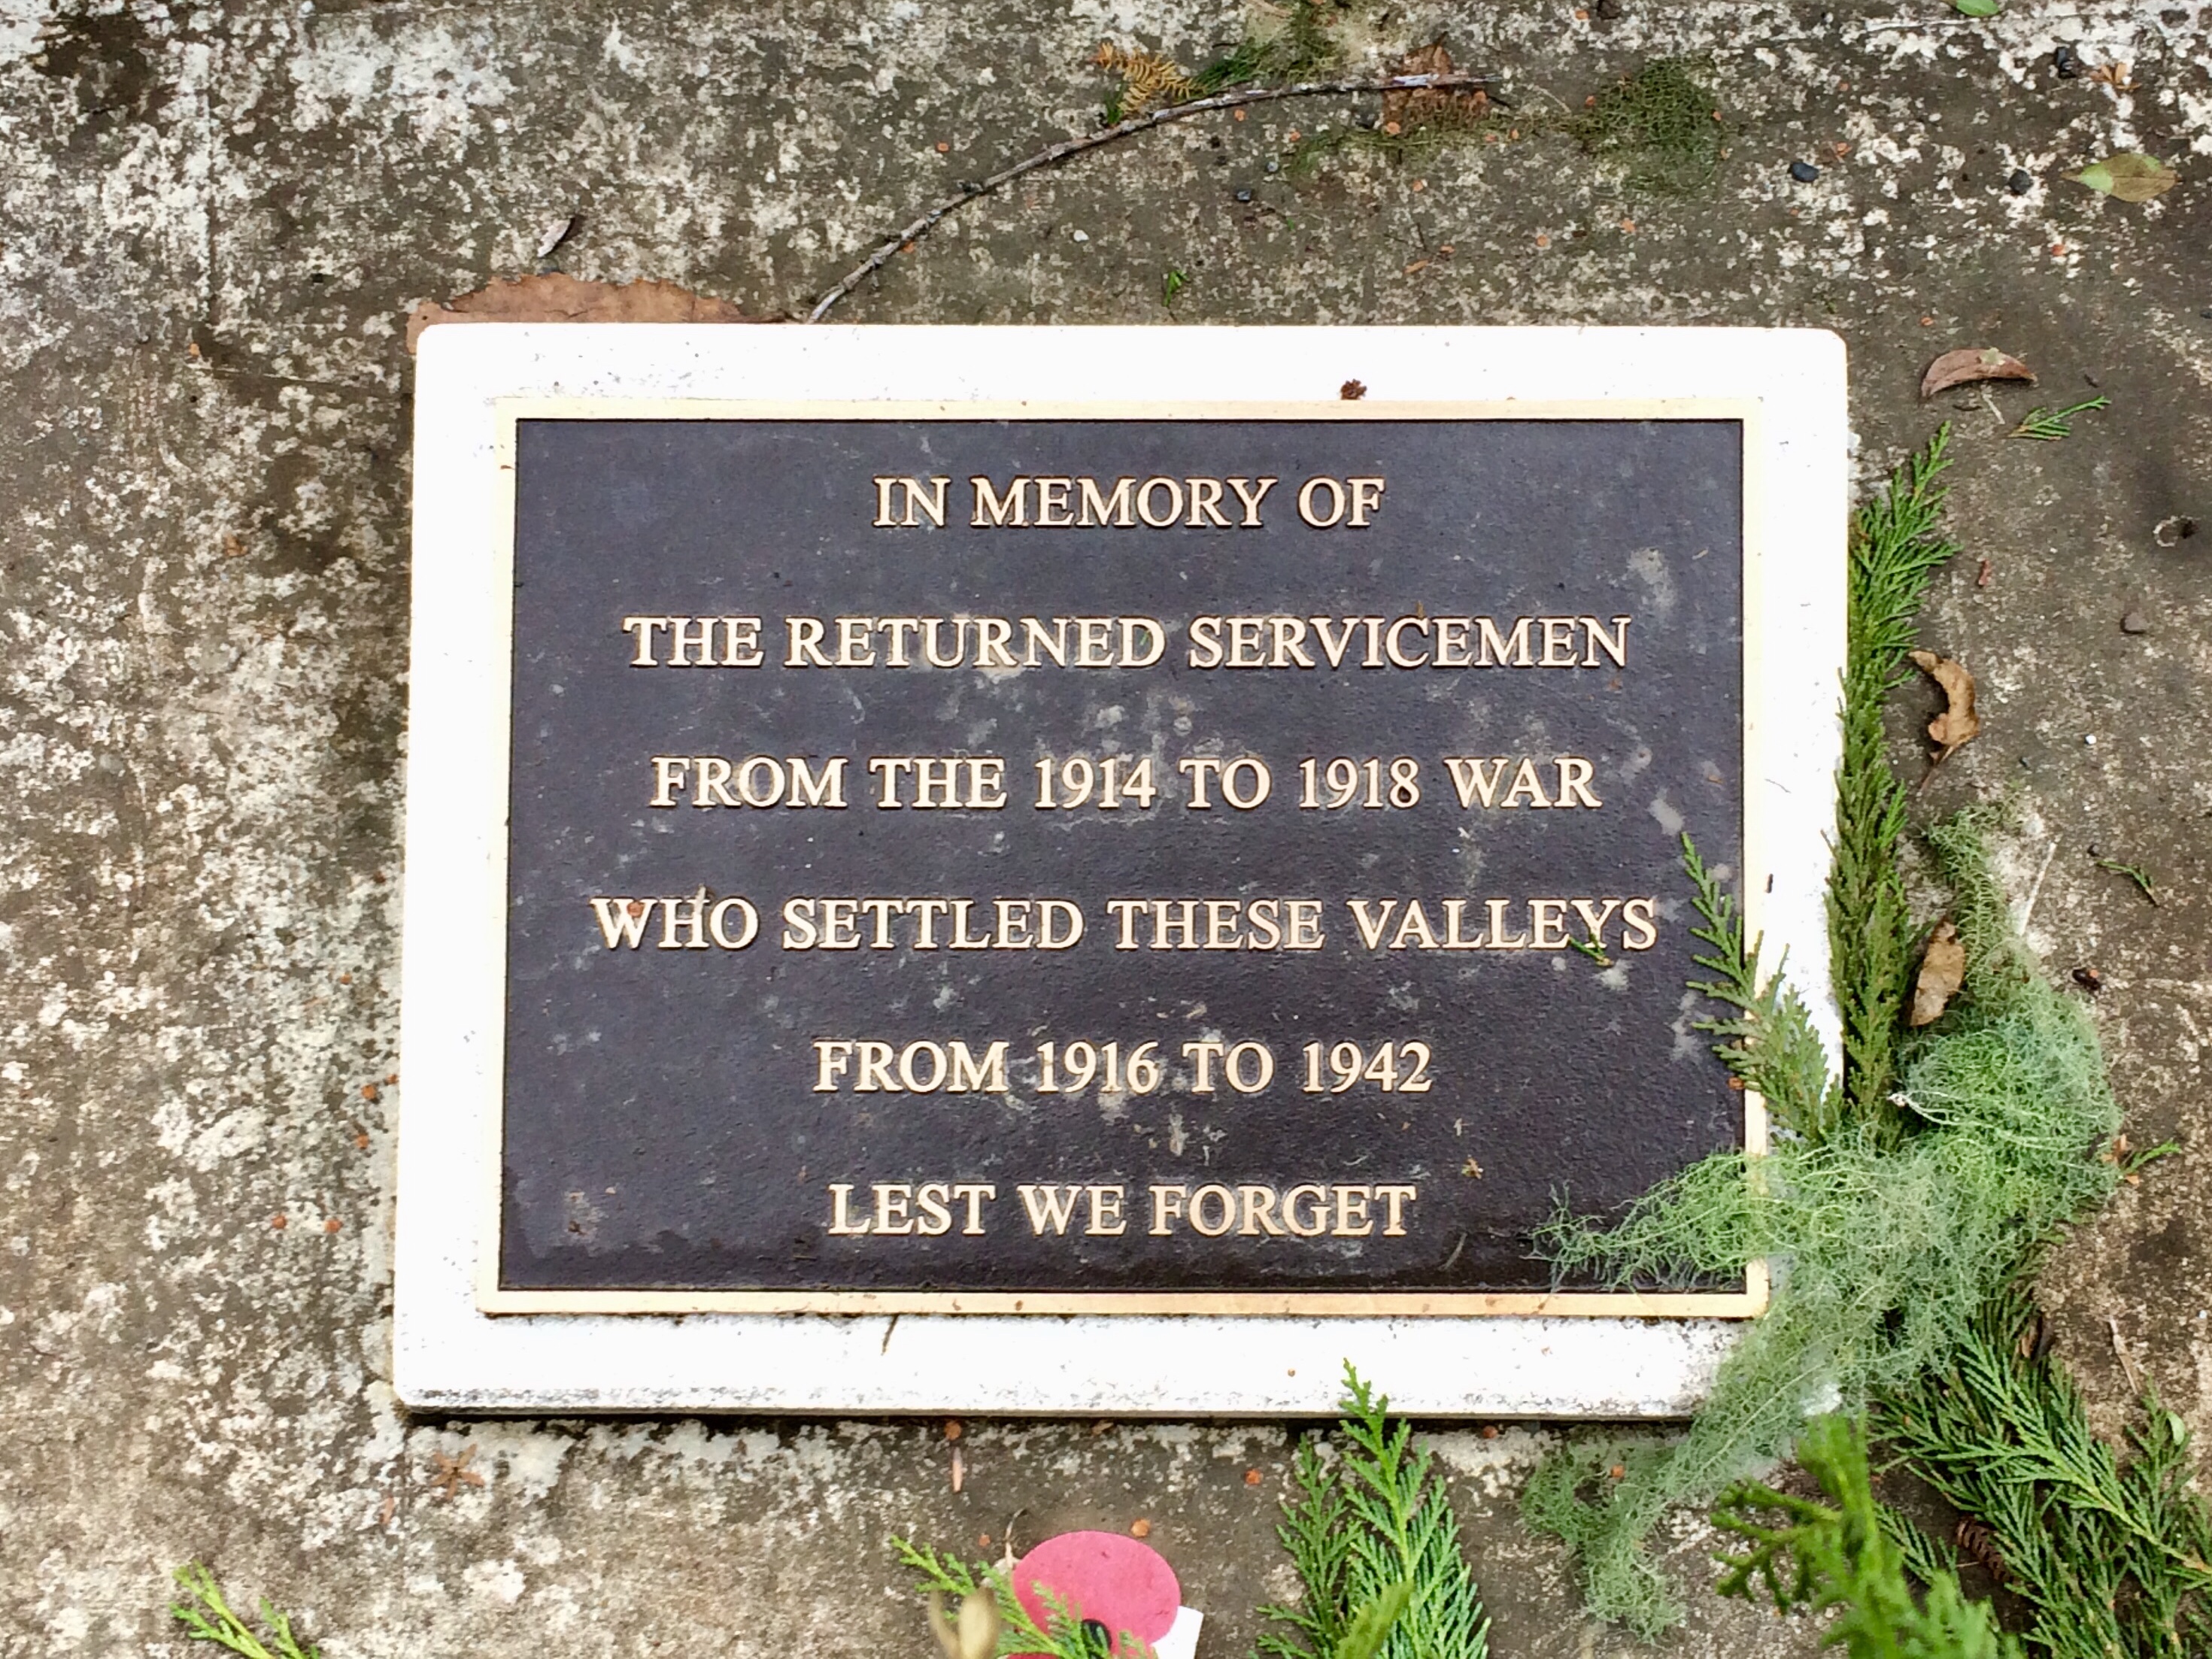 IN MEMORY OF
THE RETURNED SERVICEMEN
FROM THE 1914 TO 1918 WAR
WHO SETTLED THESE VALLEYS
FROM 1916 TO 1942
LEST WE FORGET